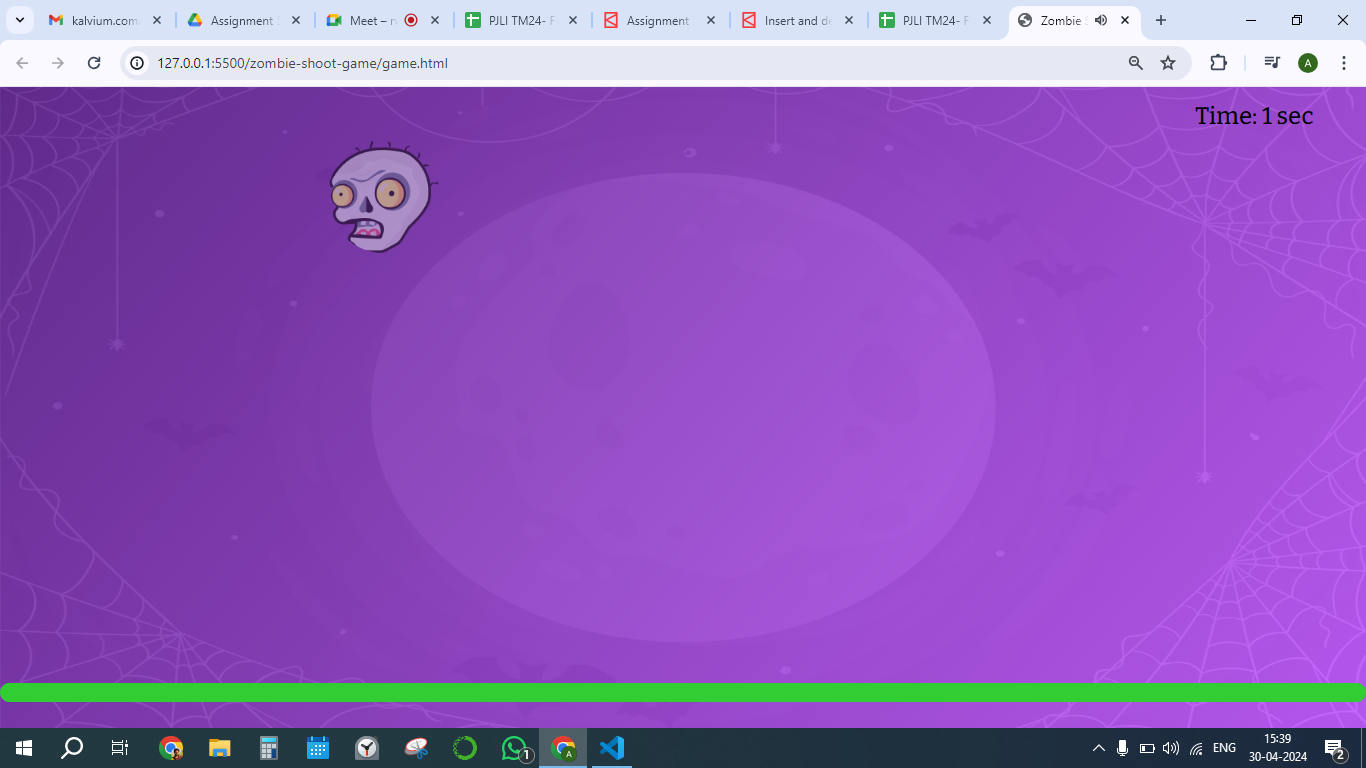 kalvium.com
Assignment
Meet – n
PJLI TM24- F
Assignment
Insert and de
PJLI TM24- F
Zombie S
127.0.0.1:5500/zombie-shoot-game/game.html
A
Time: 1 sec
A
1
ENG
15:39
30-04-2024
2